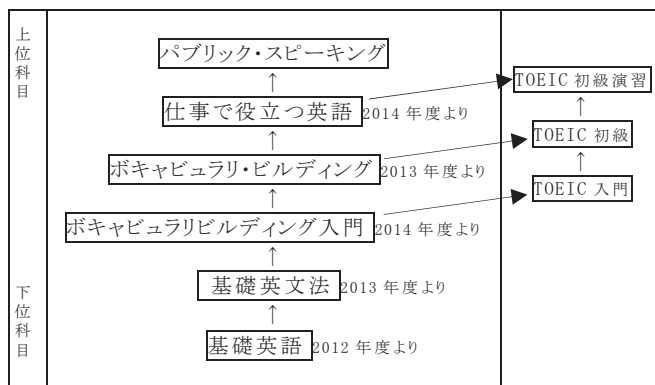 上位科目
パブリック・スピーキング
TOEIC 初級演習
仕事で役立つ英語 2014 年度より
TOEIC 初級
ボキャビュラリ・ビルディング 2013 年度より
TOEIC 入門
ボキャビュラリビルディング入門 2014 年度より
基礎英文法 2013 年度より
下位科目
基礎英語 2012 年度より